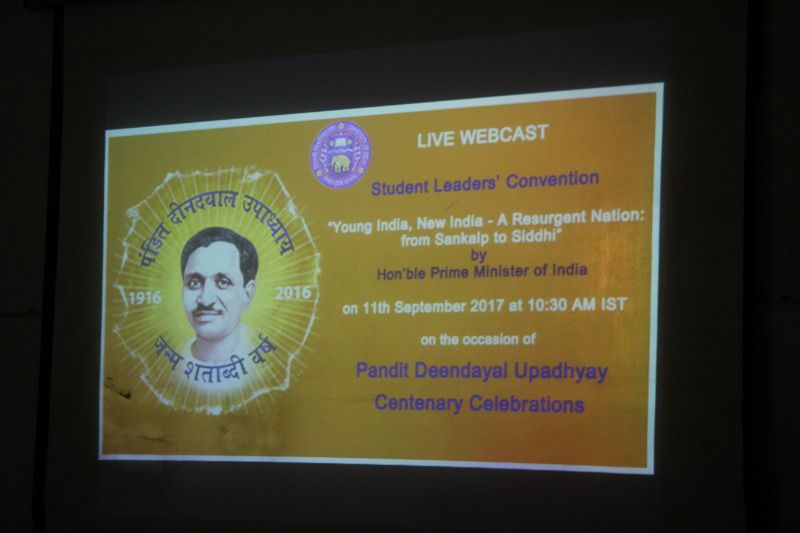 पंडित दीनदयाल उपाध्याय
1916
2016
जन्म शताब्दी वर्ष
LIVE WEBCAST
Student Leaders' Convention
"Young India, New India - A Resurgent Nation:
from Sankalp to Siddhi"
by
Hon'ble Prime Minister of India
on 11th September 2017 at 10:30 AM IST
on the occasion of
Pandit Deendayal Upadhyay
Centenary Celebrations